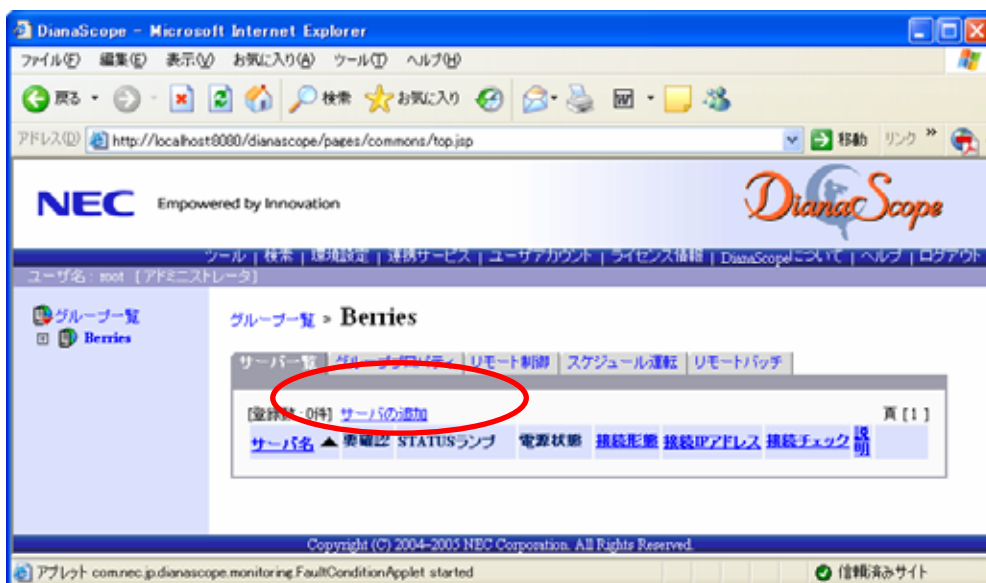 DianaScope - Microsoft Internet Explorer
ファイル(F) 編集(E) 表示(V) お気に入り(A) ツール(T) ヘルプ(H)
戻る 検索 お気に入り
アドレス(D) http://localhost:8080/dianascope/pages/commons/top.jsp 移動 リンク »
NEC Empowered by Innovation DianaScope
ツール | 検索 | 環境設定 | 連携サービス | ユーザアカウント | ライセンス情報 | DianaScopeについて | ヘルプ | ログアウト
ユーザ名 : root [アドミニストレータ]
グループ一覧
Berries
グループ一覧 » Berries
サーバ一覧 グループプロパティ リモート制御 スケジュール運転 リモートバッチ
[登録数 : 0件] サーバの追加 頁 [ 1 ]
サーバ名 ▲ 要確認 STATUSランプ 電源状態 接続形態 接続IPアドレス 接続チェック 説明
Copyright (C) 2004-2005 NEC Corporation. All Rights Reserved.
アプレット com.nec.jp.dianascope.monitoring.FaultConditionApplet started 信頼済みサイト